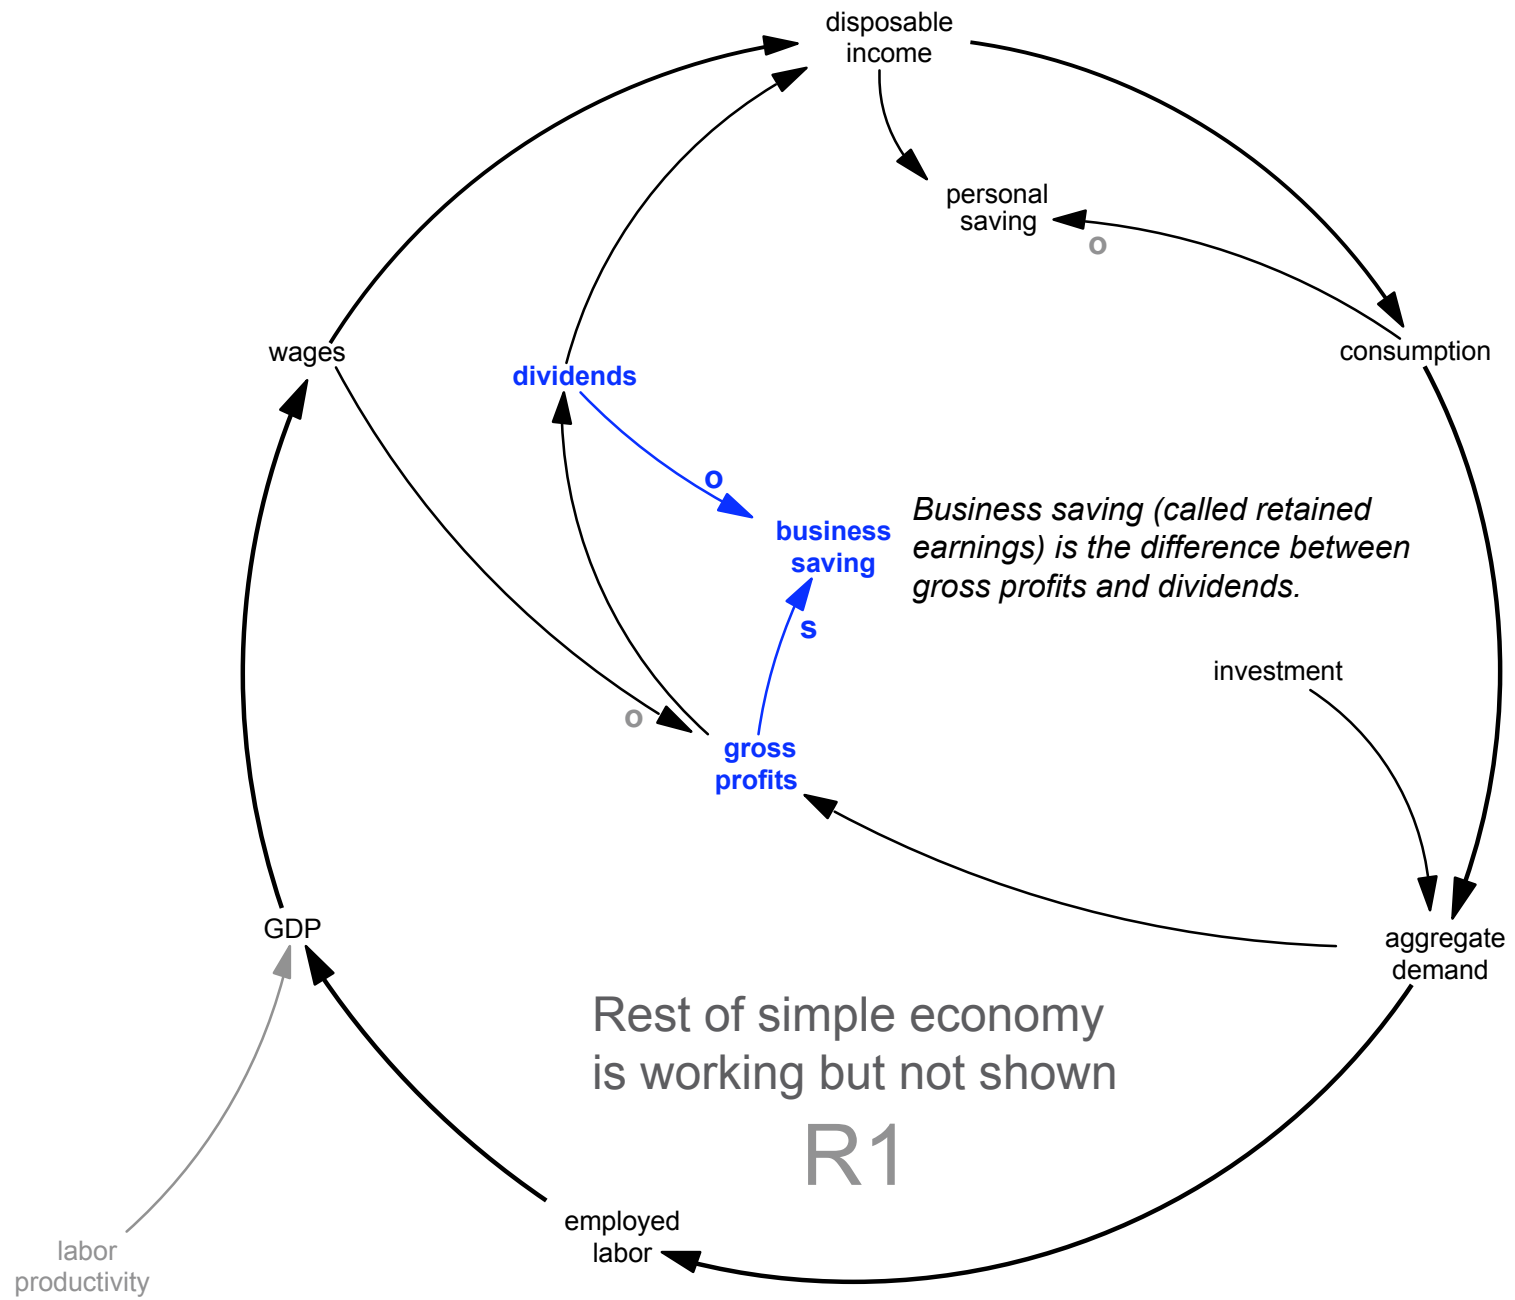 disposable
income
personal
saving
o
wages
consumption
dividends
o
business
saving
Business saving (called retained
earnings) is the difference between
gross profits and dividends.
s
investment
o
gross
profits
GDP
aggregate
demand
Rest of simple economy
is working but not shown
R1
employed
labor
labor
productivity